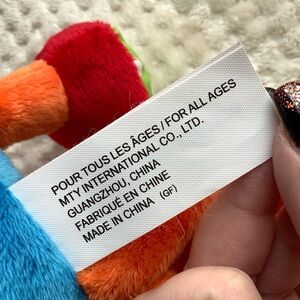 POUR TOUS LES ÂGES / FOR ALL AGES
MTY INTERNATIONAL CO., LTD.
GUANGZHOU, CHINA
FABRIQUÉ EN CHINE
MADE IN CHINA (GF)